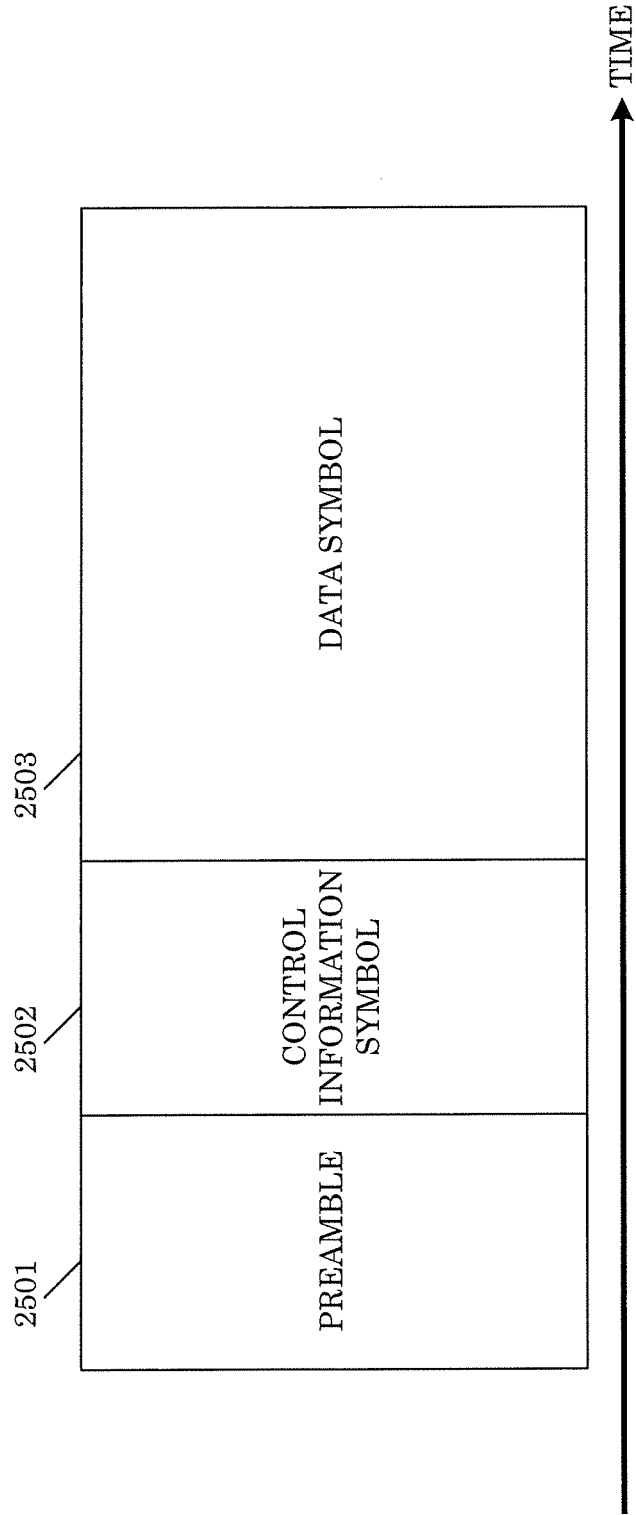 2501
2502
2503
PREAMBLE
CONTROL
INFORMATION
SYMBOL
DATA SYMBOL
TIME